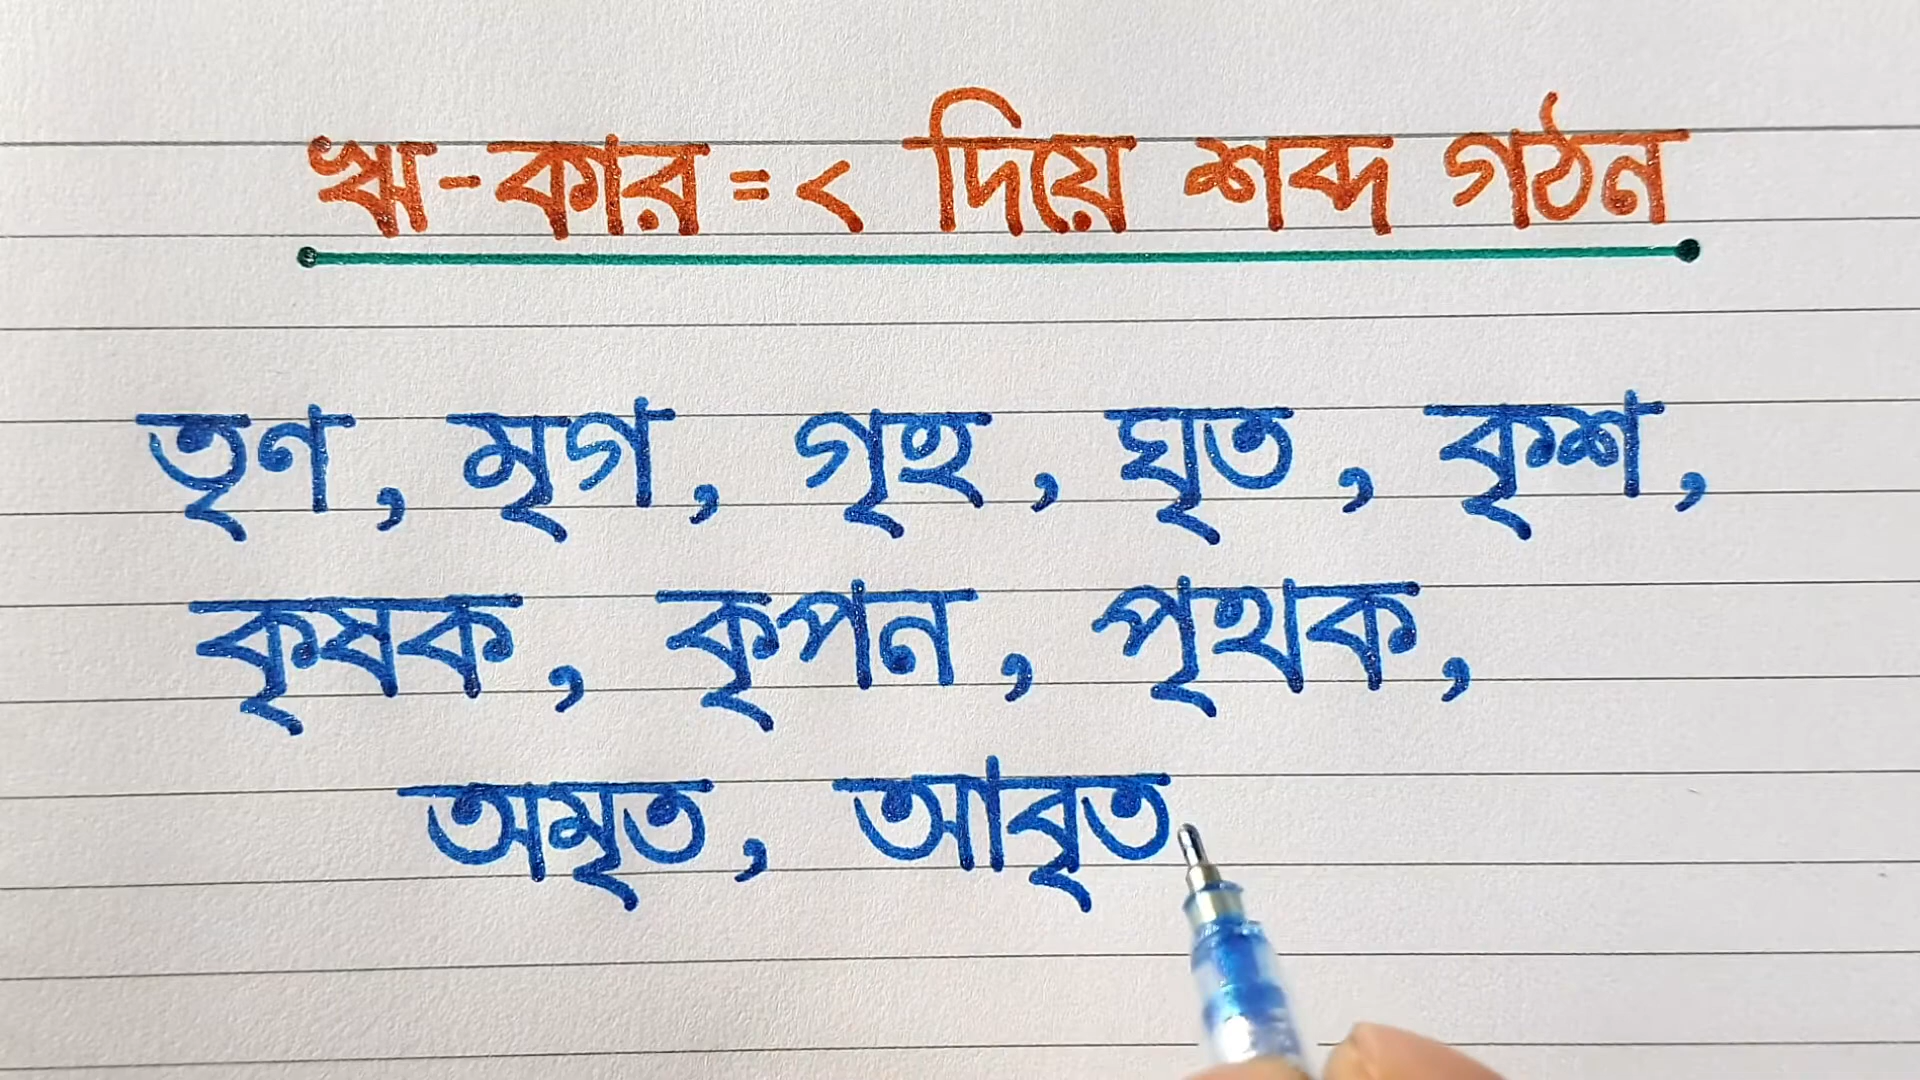 ঋ-কার = ৃ দিয়ে শব্দ গঠন
তৃণ, মৃগ, গৃহ, ঘৃত, কৃশ,
কৃষক, কৃপন, পৃথক,
অমৃত, আবৃত